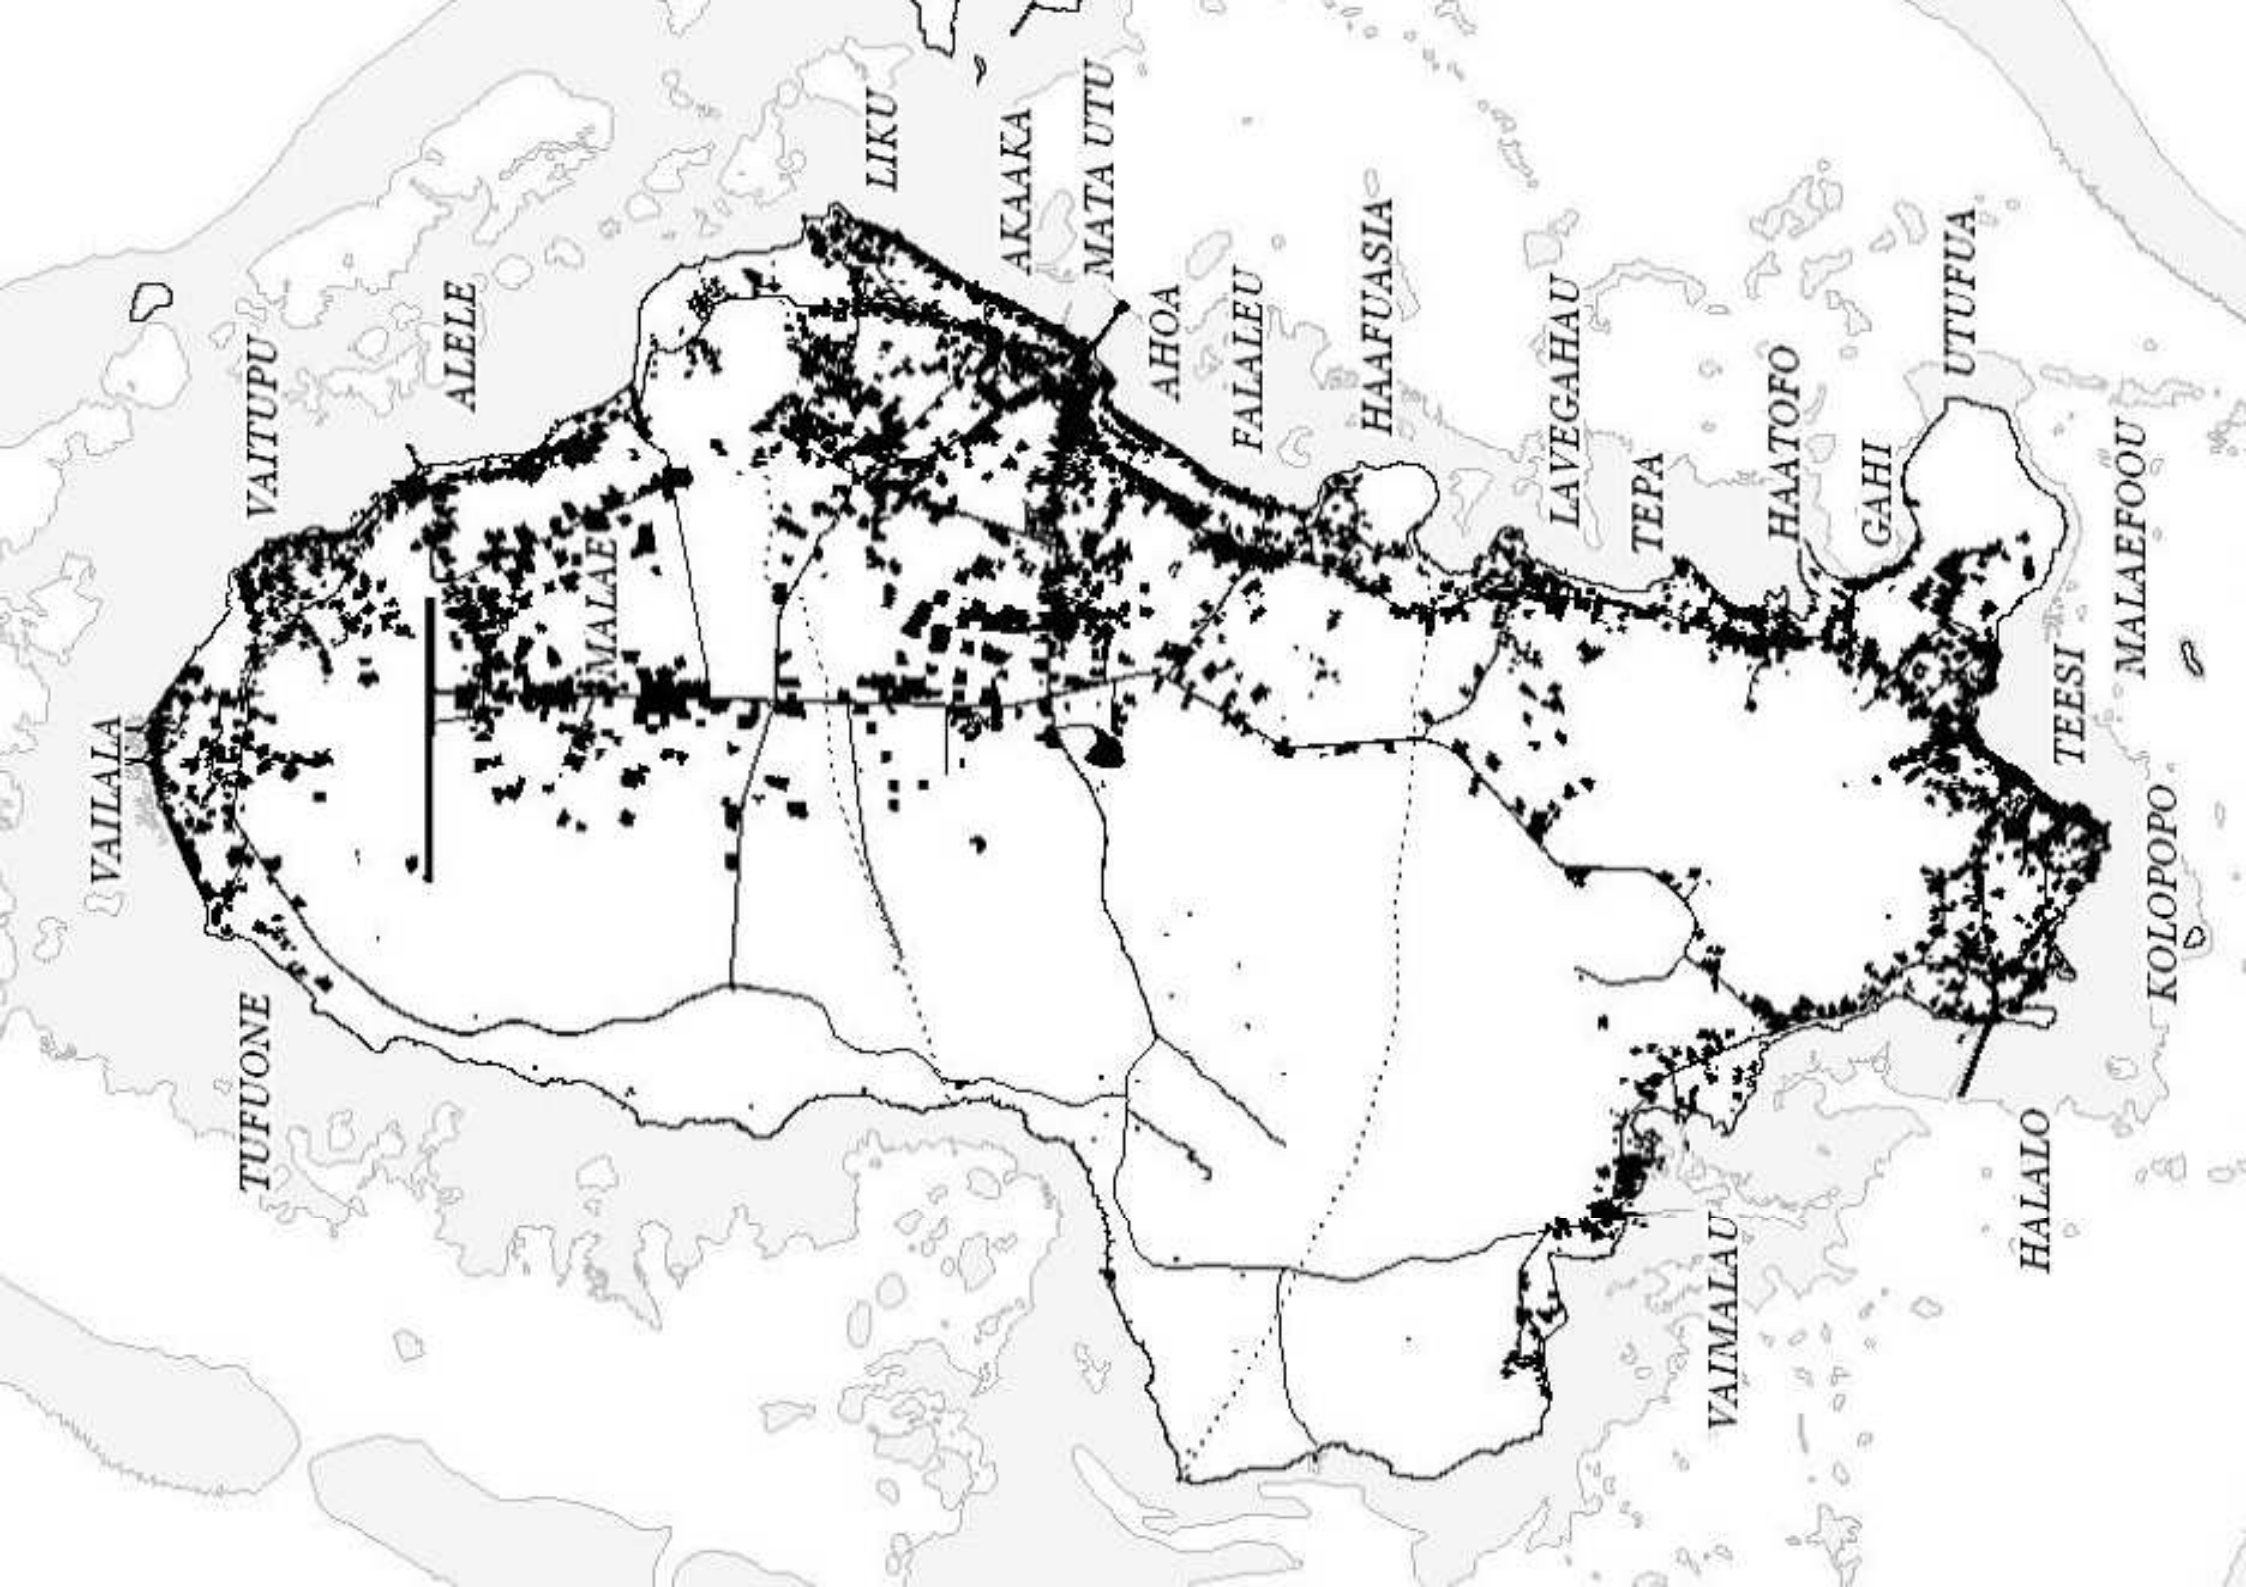 VAILALA
VAITUPU
TUFUONE
ALELE
MALAE
LIKU
AKAAKA
MATA UTU
AHOA
FALALEU
HAAFUASIA
LAVEGAHAU
TEPA
HAATOFO
GAHI
UTUFUA
MALAEFOOU
TEESI
KOLOPOPO
HALALO
VAIMALAU